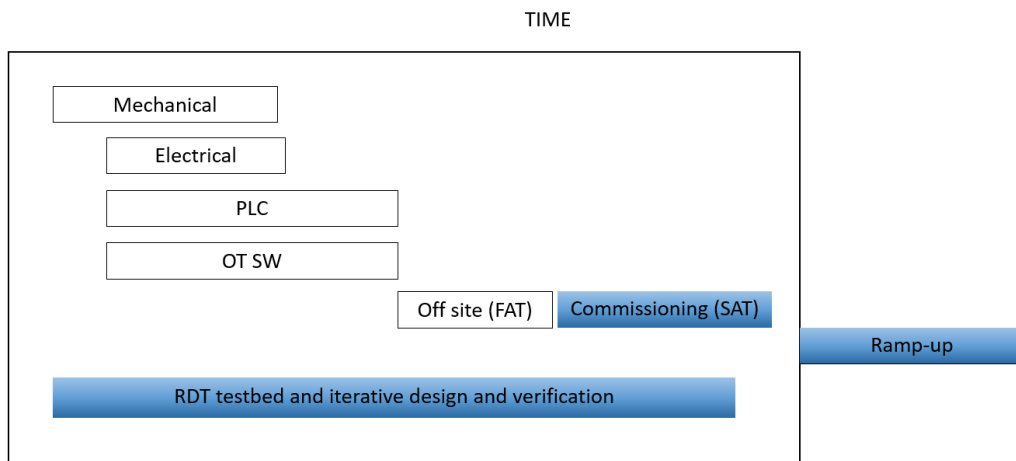 TIME
Mechanical
Electrical
PLC
OT SW
Off site (FAT)
Commissioning (SAT)
Ramp-up
RDT testbed and iterative design and verification